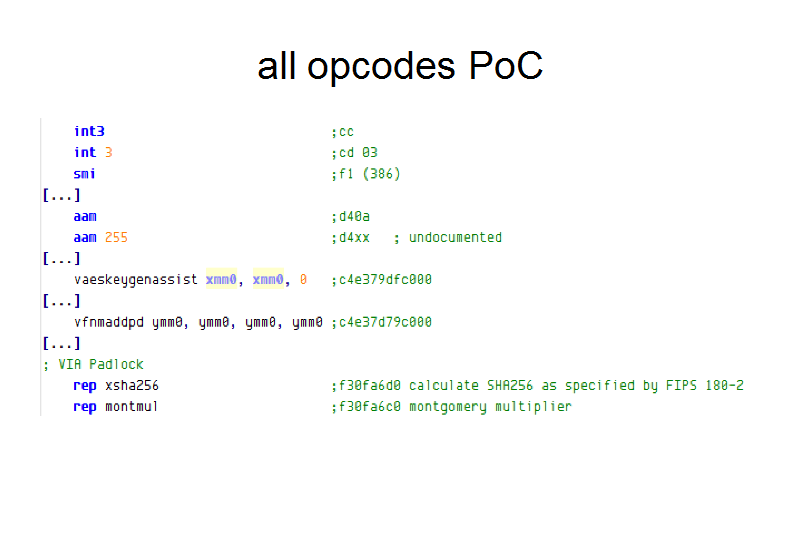 all opcodes PoC
int3 ;cc
int 3 ;cd 03
smi ;f1 (386)
[...]
aam ;d40a
aam 255 ;d4xx ; undocumented
[...]
vaeskeygenassist xmm0, xmm0, 0 ;c4e379dfc000
[...]
vfnmaddpd ymm0, ymm0, ymm0, ymm0 ;c4e37d79c000
[...]
; VIA Padlock
rep xsha256 ;f30fa6d0 calculate SHA256 as specified by FIPS 180-2
rep montmul ;f30fa6c0 montgomery multiplier